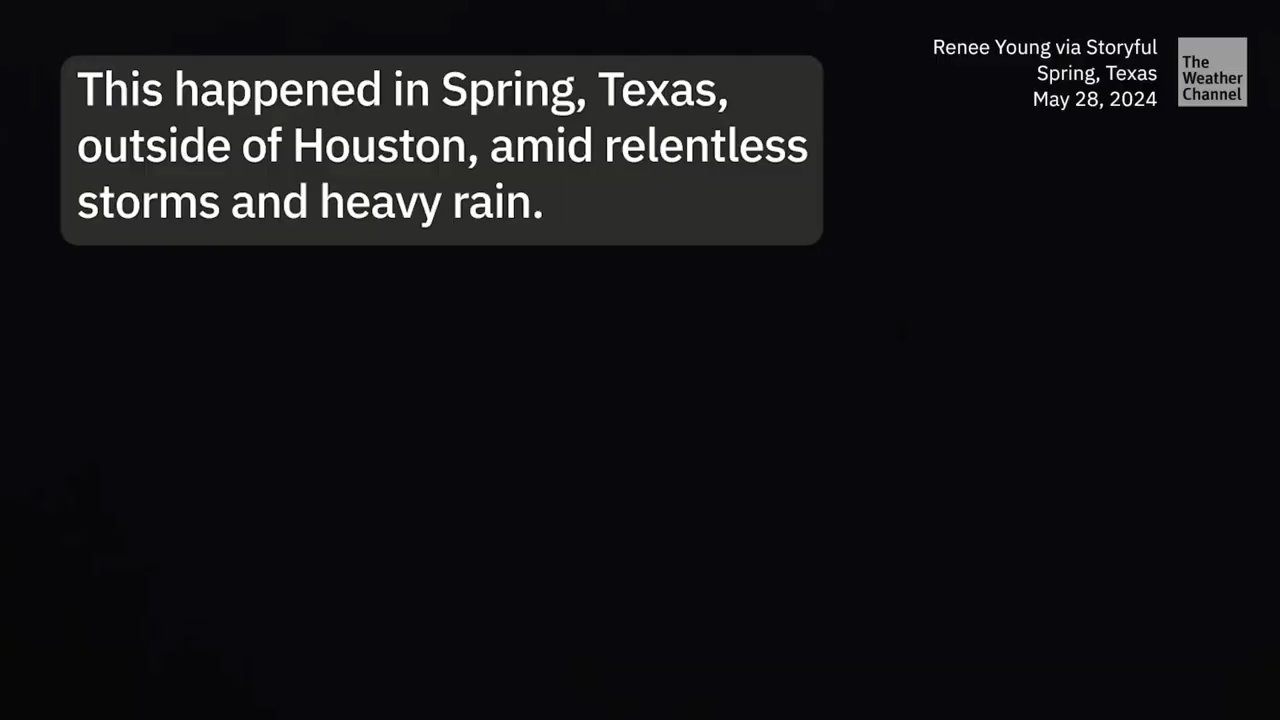 This happened in Spring, Texas,
outside of Houston, amid relentless
storms and heavy rain.
Renee Young via Storyful
Spring, Texas
May 28, 2024
The
Weather
Channel